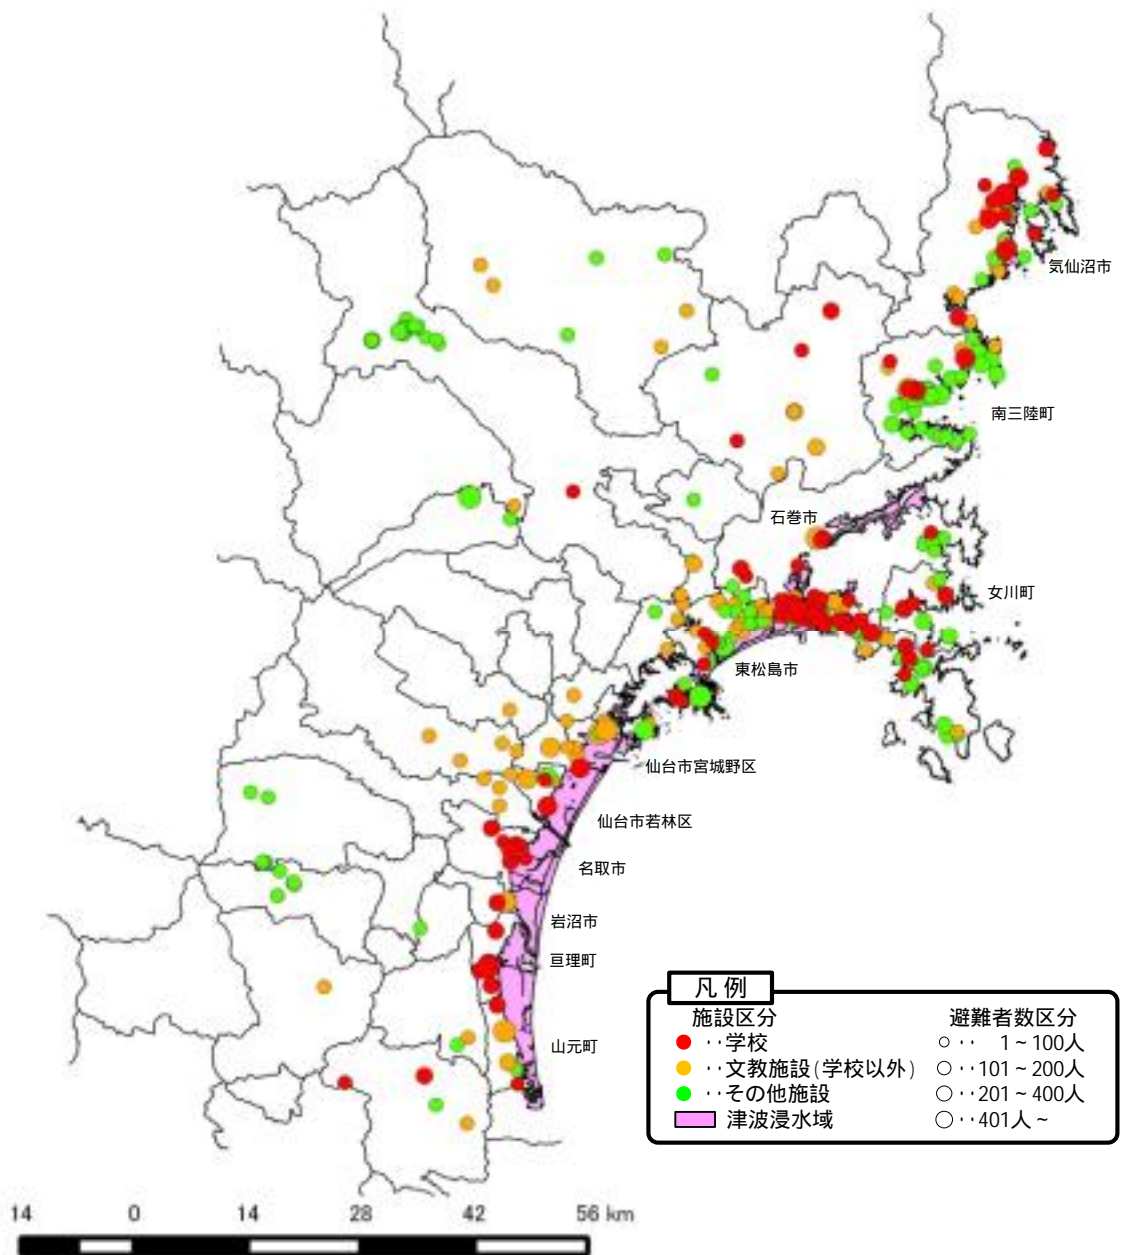 気仙沼市
南三陸町
石巻市
女川町
東松島市
仙台市宮城野区
仙台市若林区
名取市
岩沼市
亘理町
山元町
凡例
施設区分
‥学校
‥文教施設(学校以外)
‥その他施設
津波浸水域
避難者数区分
‥ 1~100人
‥101~200人
‥201~400人
‥401人~
14 0 14 28 42 56 km